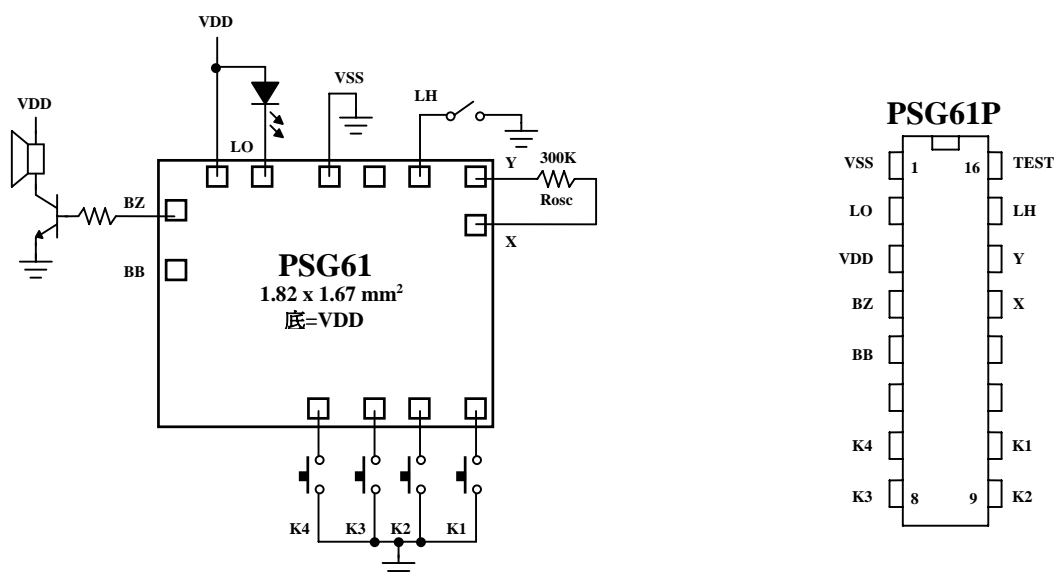 VDD
VSS
LH
VDD
LO
Y
300K
Rosc
X
BZ
BB
PSG61
1.82 x 1.67 mm²
底=VDD
K4
K3
K2
K1
PSG61P
VSS
1
16
TEST
LO
LH
VDD
Y
BZ
X
BB
K4
K1
K3
8
9
K2